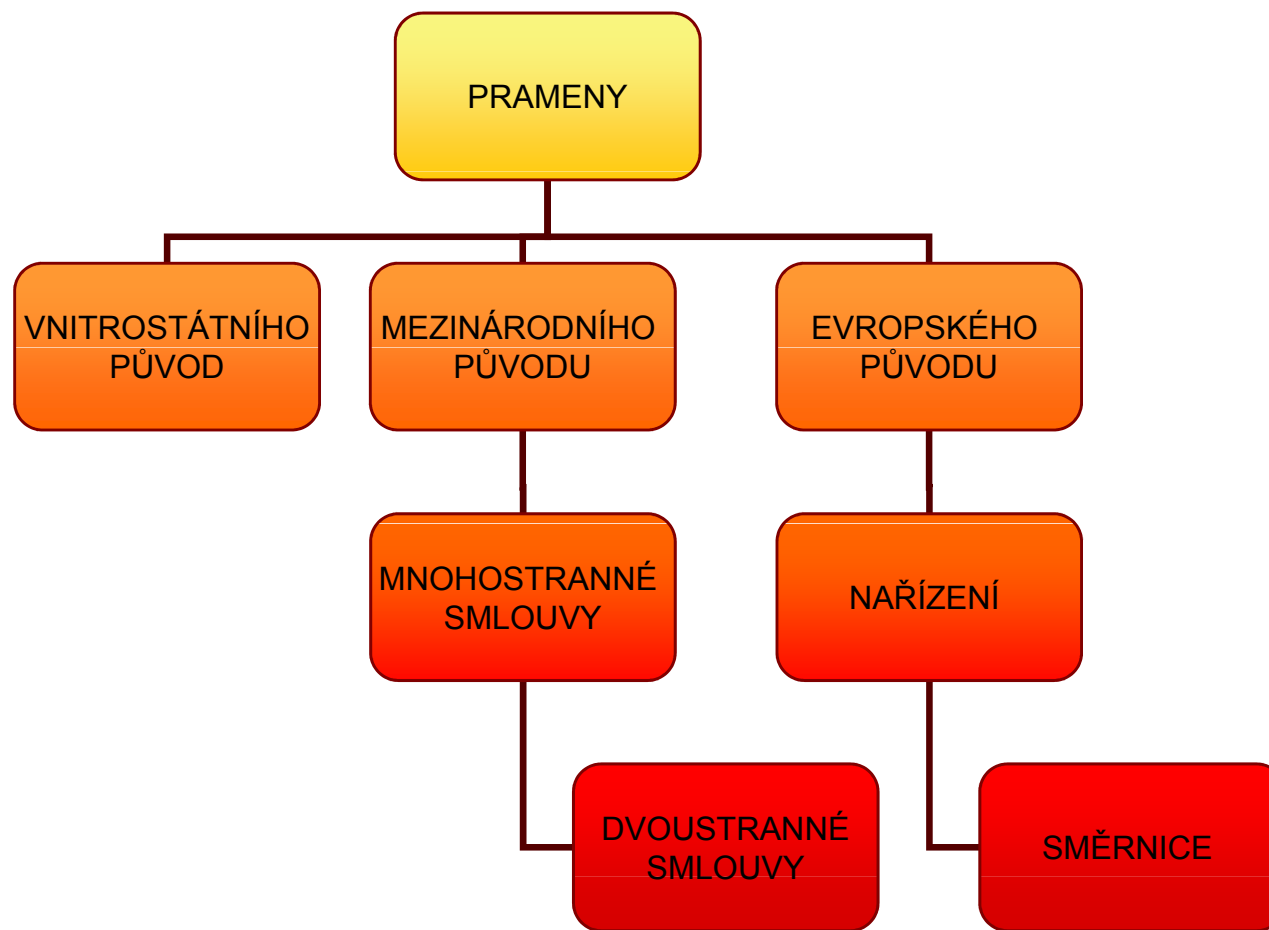 PRAMENY
VNITROSTÁTNÍHO
PŮVOD
MEZINÁRODNÍHO
PŮVODU
EVROPSKÉHO
PŮVODU
MNOHOSTRANNÉ
SMLOUVY
NAŘÍZENÍ
DVOUSTRANNÉ
SMLOUVY
SMĚRNICE